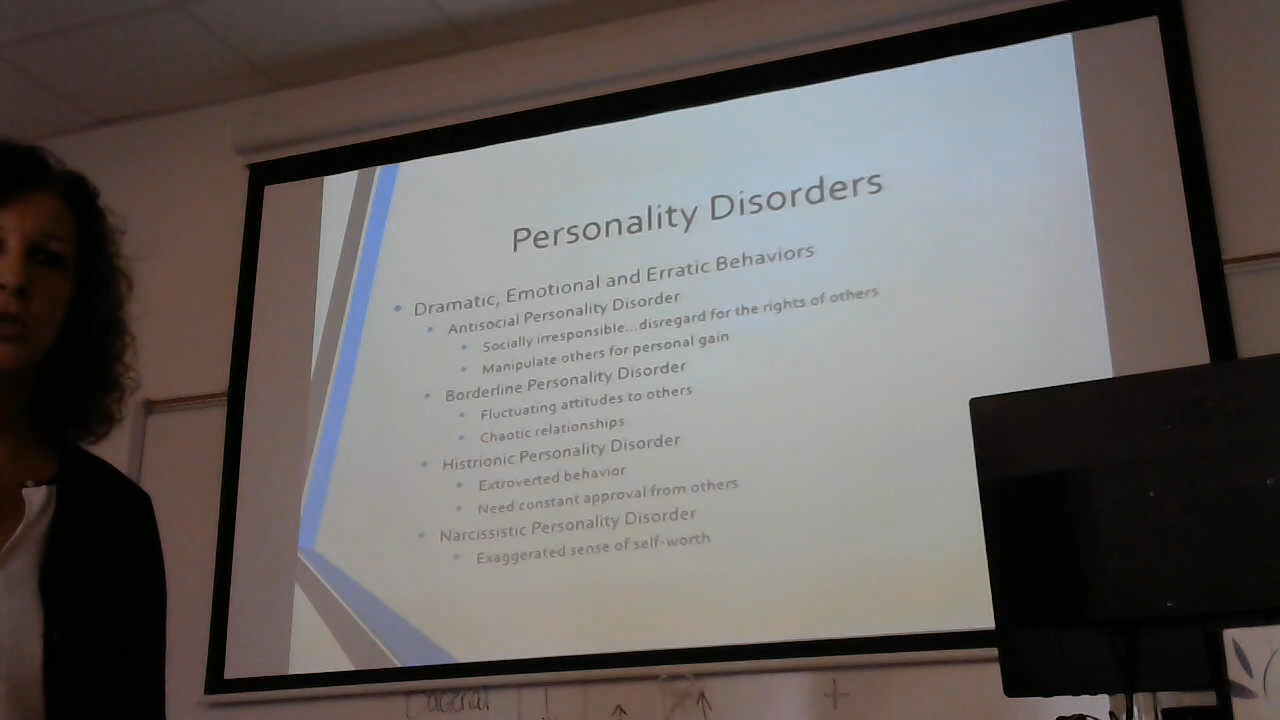 Personality Disorders
Dramatic, Emotional and Erratic Behaviors
Antisocial Personality Disorder
Socially irresponsible...disregard for the rights of others
Manipulate others for personal gain
Borderline Personality Disorder
Fluctuating attitudes to others
Chaotic relationships
Histrionic Personality Disorder
Extroverted behavior
Need constant approval from others
Narcissistic Personality Disorder
Exaggerated sense of self-worth